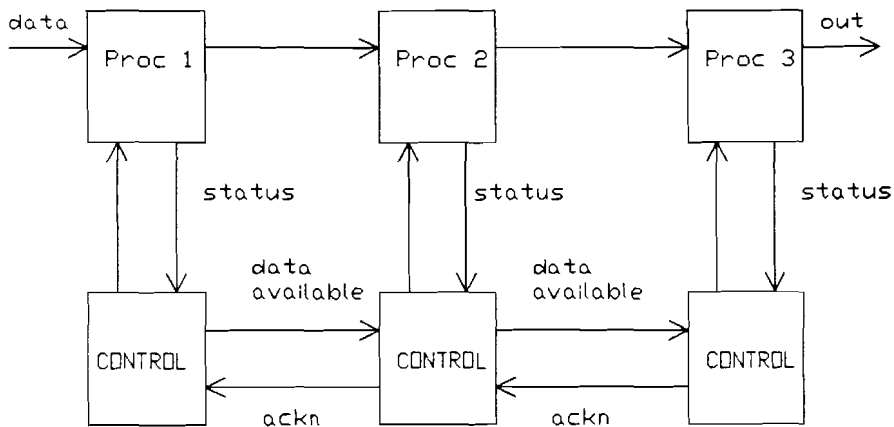 data
out
Proc 1
Proc 2
Proc 3
status
status
status
data
available
data
available
CONTROL
CONTROL
CONTROL
ackn
ackn